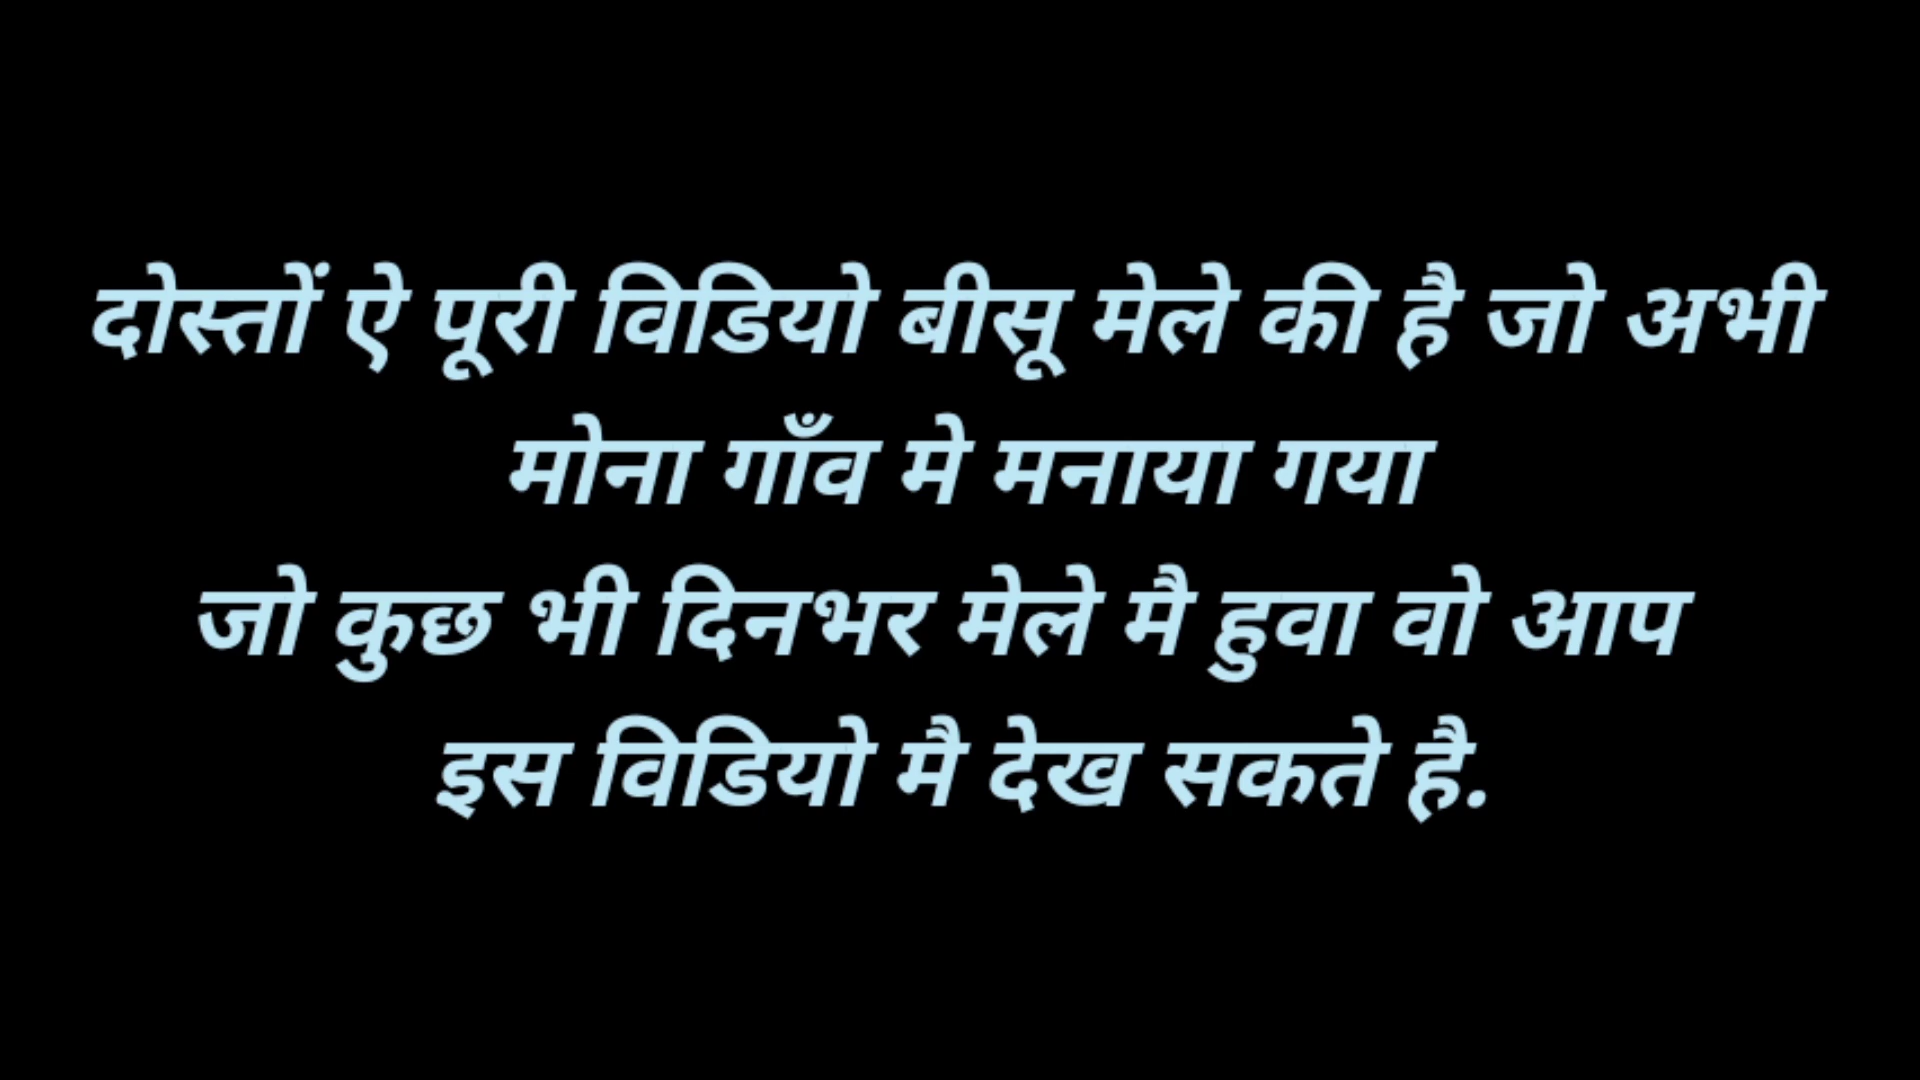 दोस्तों ऐ पूरी विडियो बीसू मेले की है जो अभी
मोना गाँव मे मनाया गया
जो कुछ भी दिनभर मेले मै हुवा वो आप
इस विडियो मै देख सकते है.